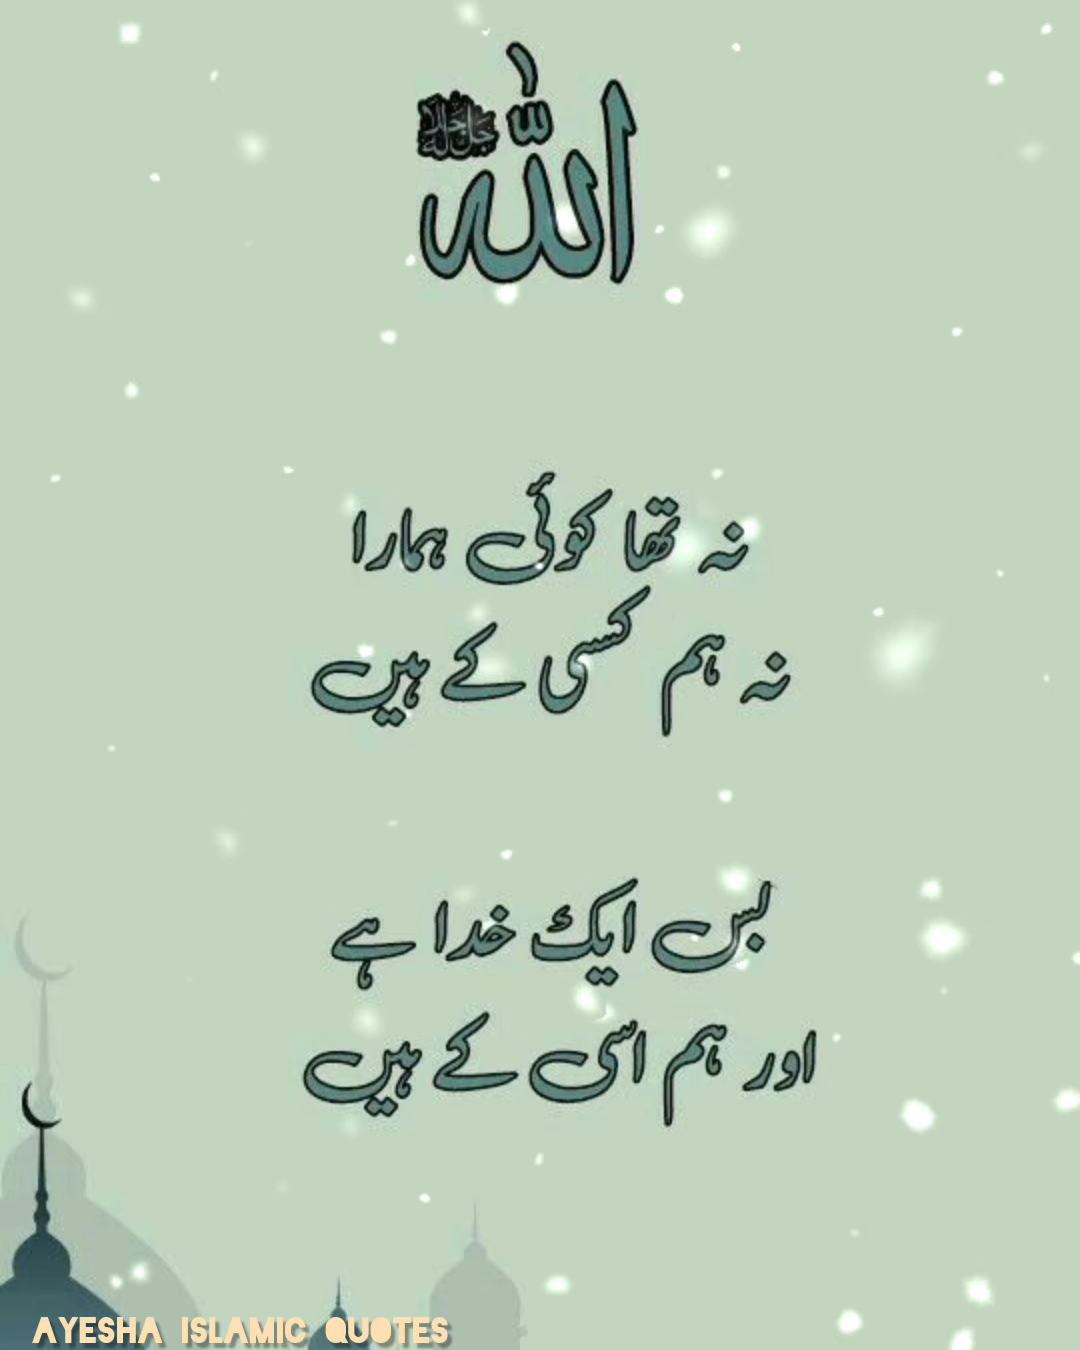 الله
جل جلاله
نہ تھا کوئی ہمارا
نہ ہم کسی کے ہیں
بس ایک خدا ہے
اور ہم اسی کے ہیں
AYESHA ISLAMIC QUOTES